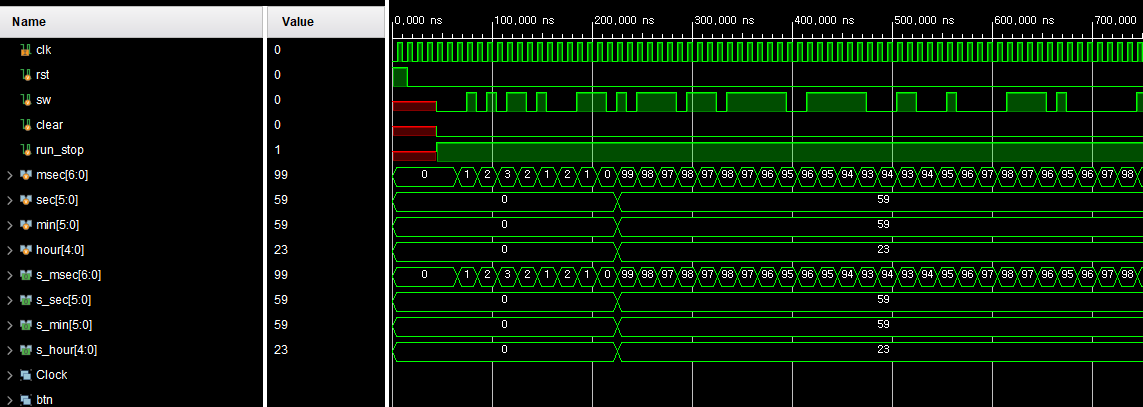 Name Value 0,000 ns 100,000 ns 200,000 ns 300,000 ns 400,000 ns 500,000 ns 600,000 ns 700,000
clk 0
rst 0
sw 0
clear 0
run_stop 1
msec[6:0] 99 0 1 2 3 2 1 2 1 0 99 98 97 98 97 98 97 96 95 96 95 94 93 94 93 94 95 96 97 98 97 96 95 96 97 98
sec[5:0] 59 0 59
min[5:0] 59 0 59
hour[4:0] 23 0 23
s_msec[6:0] 99 0 1 2 3 2 1 2 1 0 99 98 97 98 97 98 97 96 95 96 95 94 93 94 93 94 95 96 97 98 97 96 95 96 97 98
s_sec[5:0] 59 0 59
s_min[5:0] 59 0 59
s_hour[4:0] 23 0 23
Clock
btn